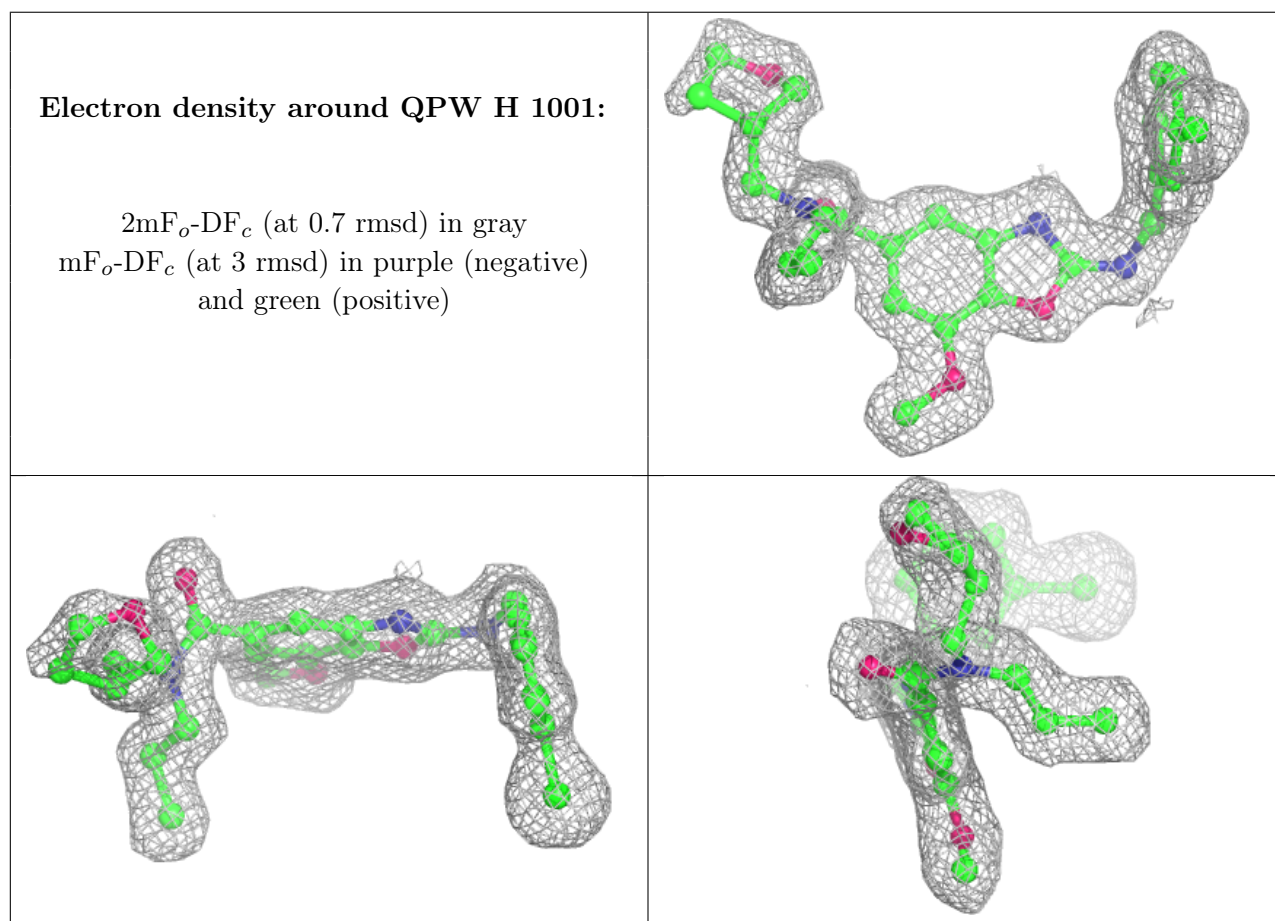 Electron density around QPW H 1001:
2mFo-DFc (at 0.7 rmsd) in gray
mFo-DFc (at 3 rmsd) in purple (negative)
and green (positive)